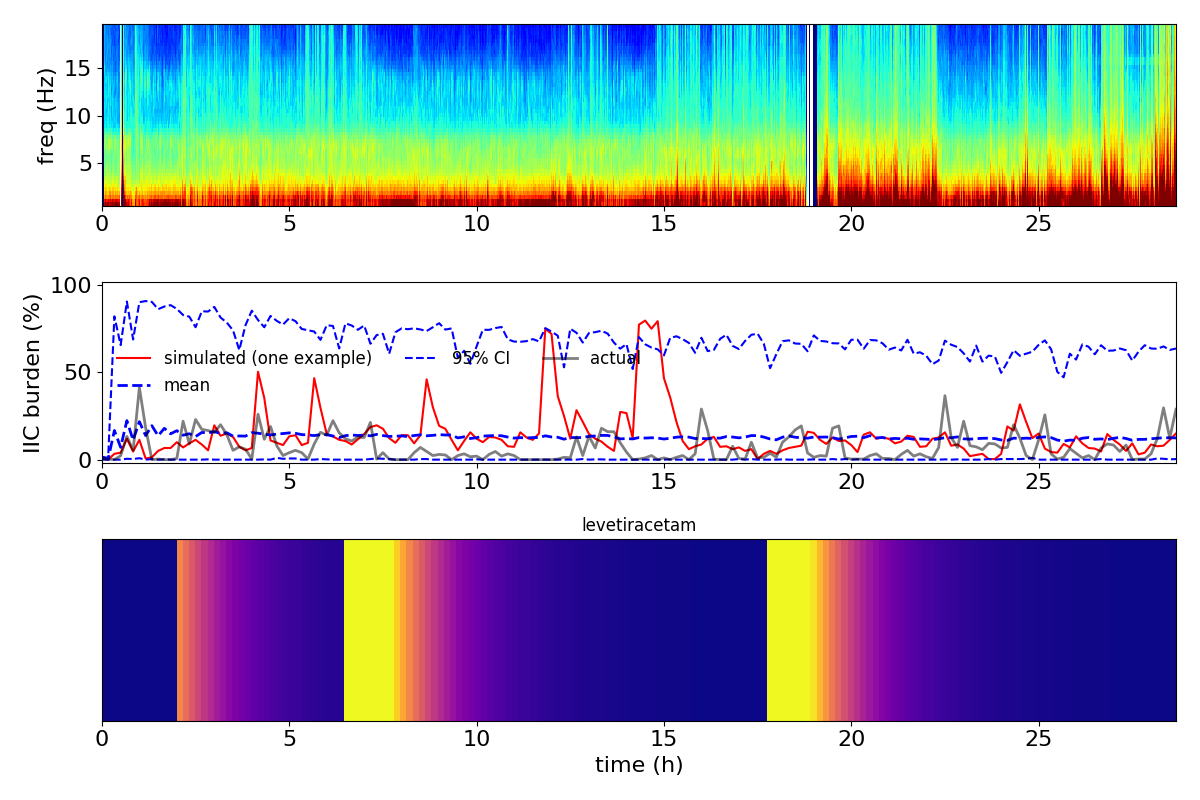 freq (Hz)
15
10
5
0 5 10 15 20 25
IIC burden (%)
100
50
0
simulated (one example) 95% CI actual
mean
0 5 10 15 20 25
levetiracetam
0 5 10 15 20 25
time (h)